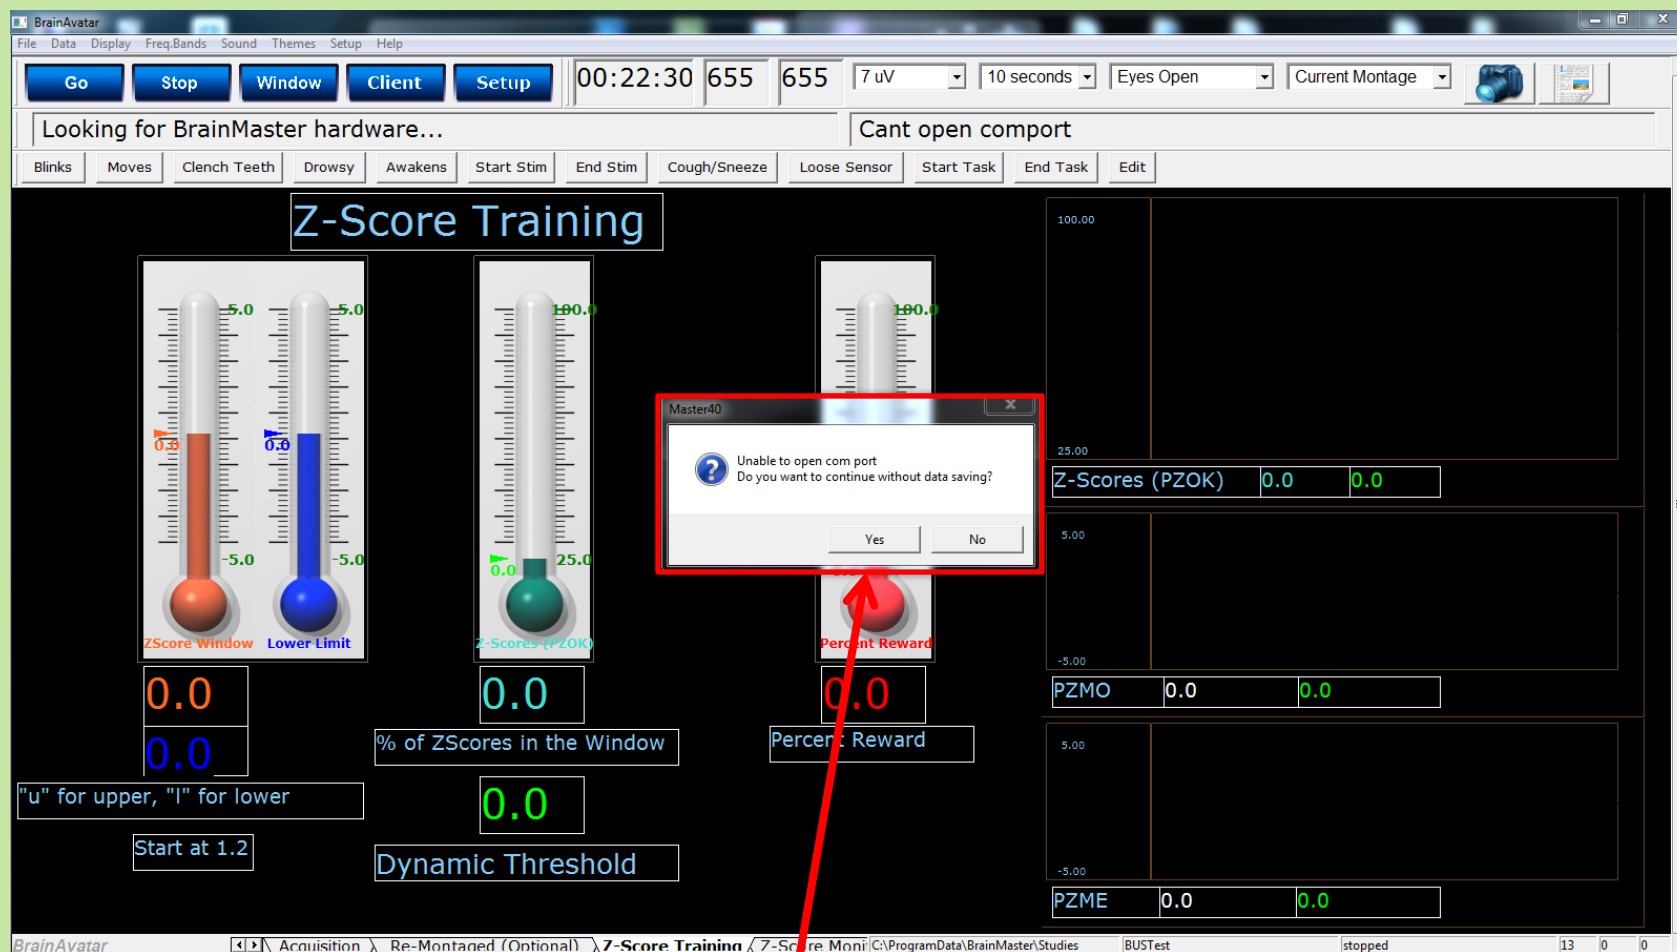 BrainAvatar
File Data Display Freq.Bands Sound Themes Setup Help
Go Stop Window Client Setup 00:22:30 655 655 7 uV 10 seconds Eyes Open Current Montage
Looking for BrainMaster hardware... Cant open comport
Blinks Moves Clench Teeth Drowsy Awakens Start Stim End Stim Cough/Sneeze Loose Sensor Start Task End Task Edit
Z-Score Training
5.0 5.0 100.0 100.0
0.0 0.0
-5.0 -5.0 0.0 25.0
ZScore Window Lower Limit Z-Scores (PZOK) Percent Reward
0.0 0.0 0.0
0.0
% of ZScores in the Window
Percent Reward
"u" for upper, "l" for lower
0.0
Start at 1.2
Dynamic Threshold
Master40
Unable to open com port
Do you want to continue without data saving?
Yes No
100.00
25.00
Z-Scores (PZOK) 0.0 0.0
5.00
-5.00
PZMO 0.0 0.0
5.00
-5.00
PZME 0.0 0.0
BrainAvatar Acquisition Re-Montaged (Optional) Z-Score Training Z-Score Moni C:\ProgramData\BrainMaster\Studies BUSTest stopped 13 0 0